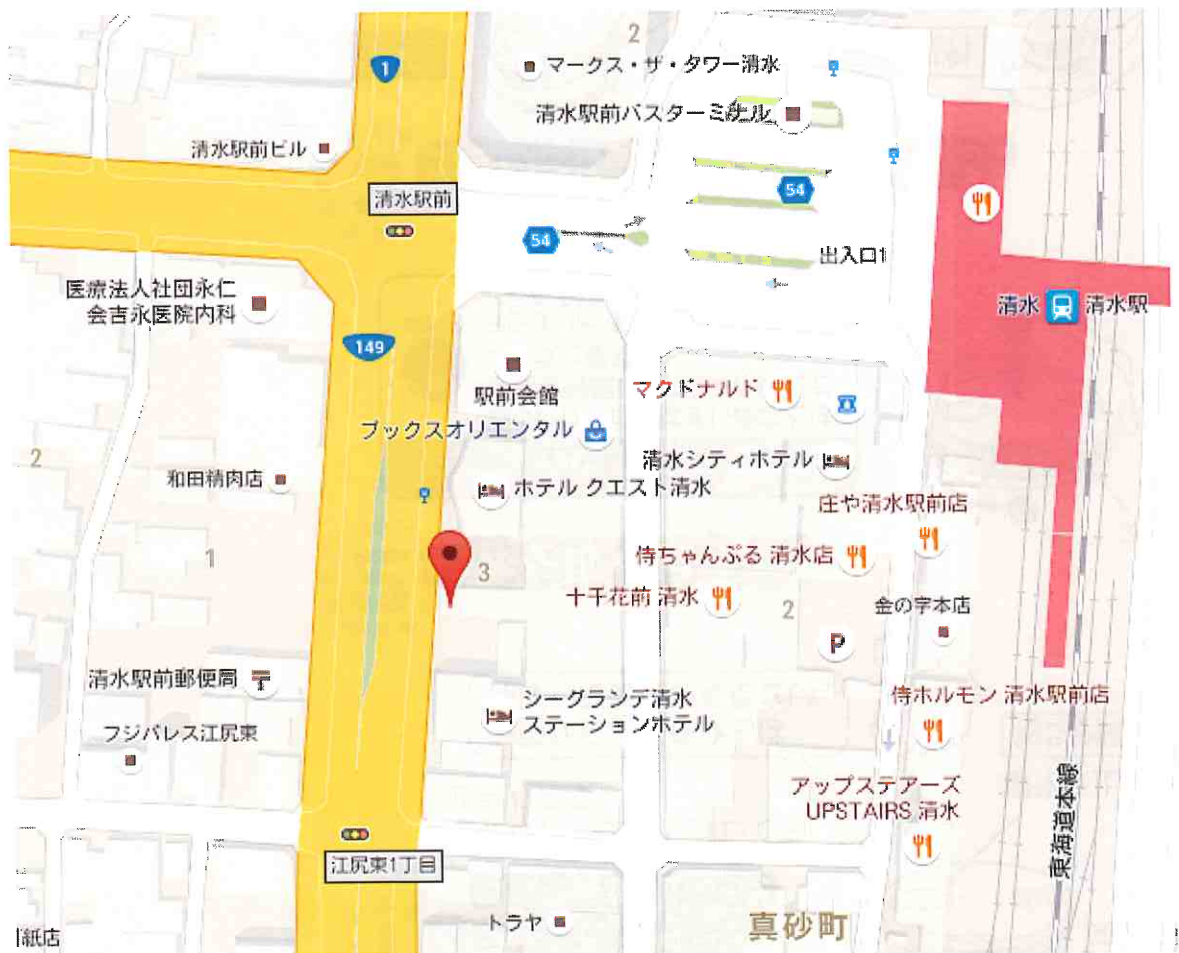 2
1
マークス・ザ・タワー清水
清水駅前バスターミナル
清水駅前ビル
清水駅前
54
54
出入口1
医療法人社団永仁
会吉永医院内科
清水
清水駅
149
駅前会館
マクドナルド
ブックスオリエンタル
2
和田精肉店
清水シティホテル
ホテル クエスト清水
庄や清水駅前店
1
3
侍ちゃんぷる 清水店
十千花前 清水
2
金の字本店
P
清水駅前郵便局
シーグランデ清水
ステーションホテル
侍ホルモン 清水駅前店
フジパレス江尻東
アップステアーズ
UPSTAIRS 清水
東海道本線
江尻東1丁目
トラヤ
真砂町
紙店